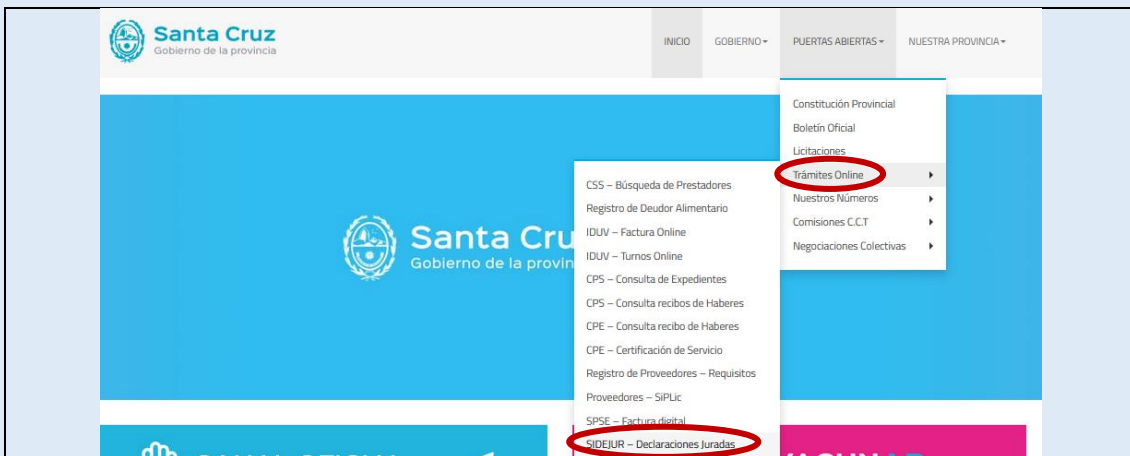 Santa Cruz
Gobierno de la provincia
INICIO
GOBIERNO
PUERTAS ABIERTAS
NUESTRA PROVINCIA
Constitución Provincial
Boletín Oficial
Licitaciones
Trámites Online
Nuestros Números
Comisiones C.C.T
Negociaciones Colectivas
CSS – Búsqueda de Prestadores
Registro de Deudor Alimentario
IDUV – Factura Online
IDUV – Turnos Online
CPS – Consulta de Expedientes
CPS – Consulta recibos de Haberes
CPE – Consulta recibo de Haberes
CPE – Certificación de Servicio
Registro de Proveedores – Requisitos
Proveedores – SiPLic
SPSE – Factura digital
SIDEJUR – Declaraciones Juradas
Santa Cru
Gobierno de la provin